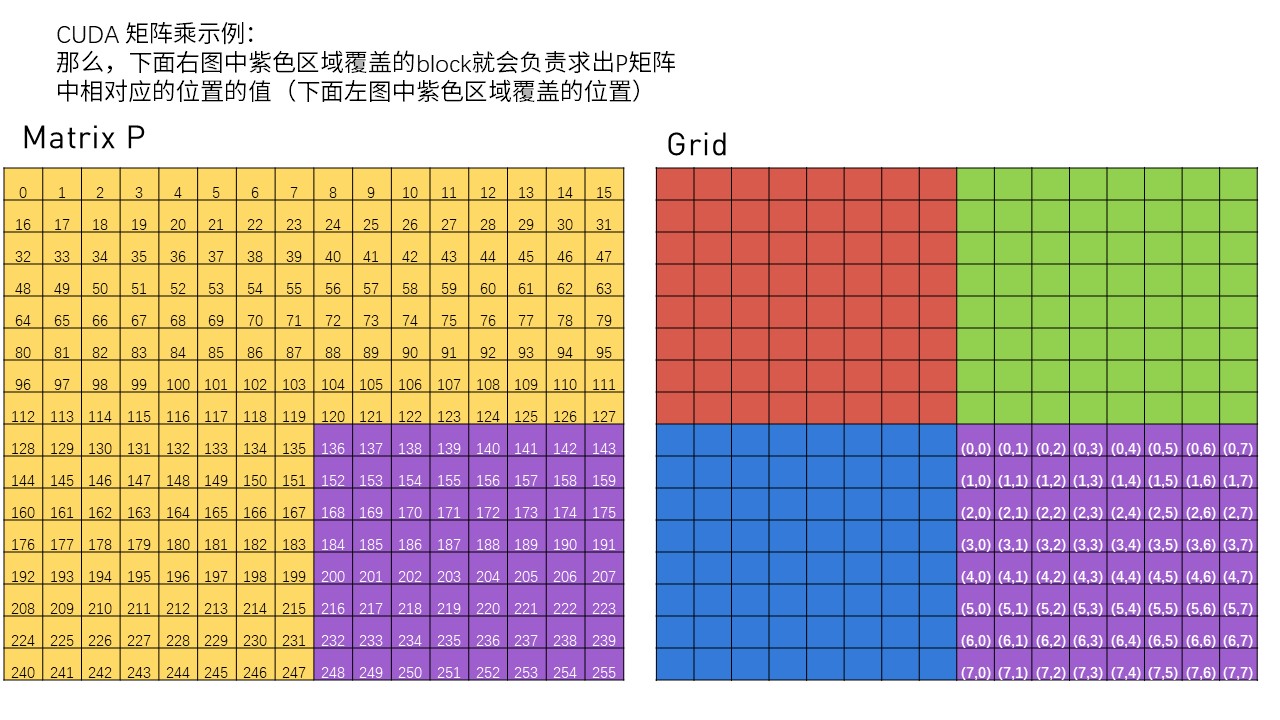 CUDA 矩阵乘示例：
那么，下面右图中紫色区域覆盖的block就会负责求出P矩阵
中相对应的位置的值（下面左图中紫色区域覆盖的位置）
Matrix P
Grid
0 1 2 3 4 5 6 7 8 9 10 11 12 13 14 15
16 17 18 19 20 21 22 23 24 25 26 27 28 29 30 31
32 33 34 35 36 37 38 39 40 41 42 43 44 45 46 47
48 49 50 51 52 53 54 55 56 57 58 59 60 61 62 63
64 65 66 67 68 69 70 71 72 73 74 75 76 77 78 79
80 81 82 83 84 85 86 87 88 89 90 91 92 93 94 95
96 97 98 99 100 101 102 103 104 105 106 107 108 109 110 111
112 113 114 115 116 117 118 119 120 121 122 123 124 125 126 127
128 129 130 131 132 133 134 135 136 137 138 139 140 141 142 143
144 145 146 147 148 149 150 151 152 153 154 155 156 157 158 159
160 161 162 163 164 165 166 167 168 169 170 171 172 173 174 175
176 177 178 179 180 181 182 183 184 185 186 187 188 189 190 191
192 193 194 195 196 197 198 199 200 201 202 203 204 205 206 207
208 209 210 211 212 213 214 215 216 217 218 219 220 221 222 223
224 225 226 227 228 229 230 231 232 233 234 235 236 237 238 239
240 241 242 243 244 245 246 247 248 249 250 251 252 253 254 255
(0,0) (0,1) (0,2) (0,3) (0,4) (0,5) (0,6) (0,7)
(1,0) (1,1) (1,2) (1,3) (1,4) (1,5) (1,6) (1,7)
(2,0) (2,1) (2,2) (2,3) (2,4) (2,5) (2,6) (2,7)
(3,0) (3,1) (3,2) (3,3) (3,4) (3,5) (3,6) (3,7)
(4,0) (4,1) (4,2) (4,3) (4,4) (4,5) (4,6) (4,7)
(5,0) (5,1) (5,2) (5,3) (5,4) (5,5) (5,6) (5,7)
(6,0) (6,1) (6,2) (6,3) (6,4) (6,5) (6,6) (6,7)
(7,0) (7,1) (7,2) (7,3) (7,4) (7,5) (7,6) (7,7)